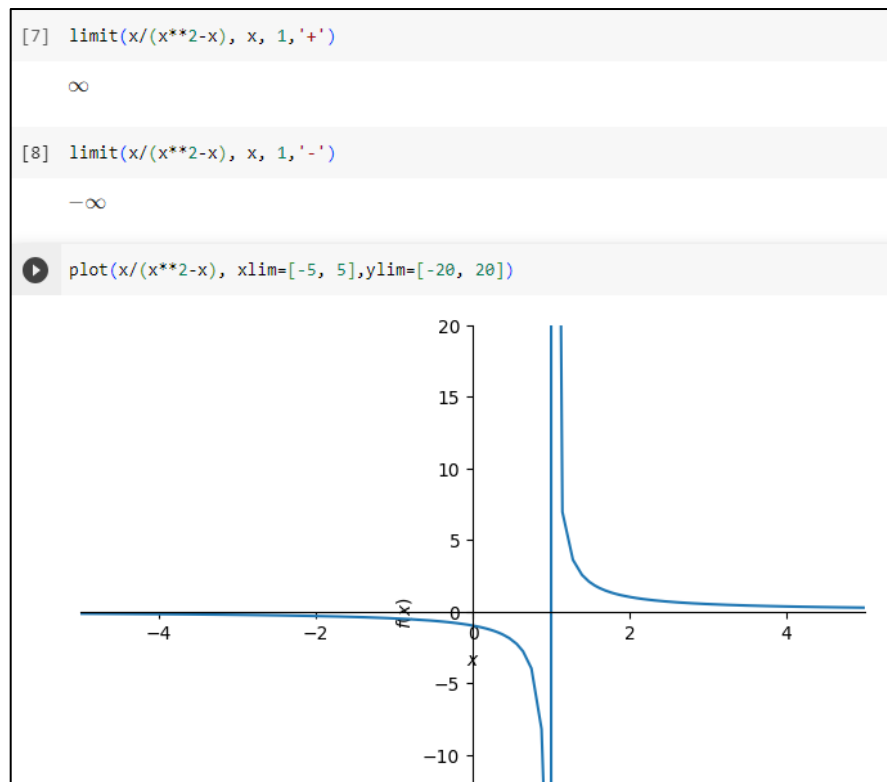 [7] limit(x/(x**2-x), x, 1,'+')
∞
[8] limit(x/(x**2-x), x, 1,'-')
−∞
plot(x/(x**2-x), xlim=[-5, 5],ylim=[-20, 20])
20
15
10
5
0
f(x)
−4 −2 0 2 4
x
−5
−10